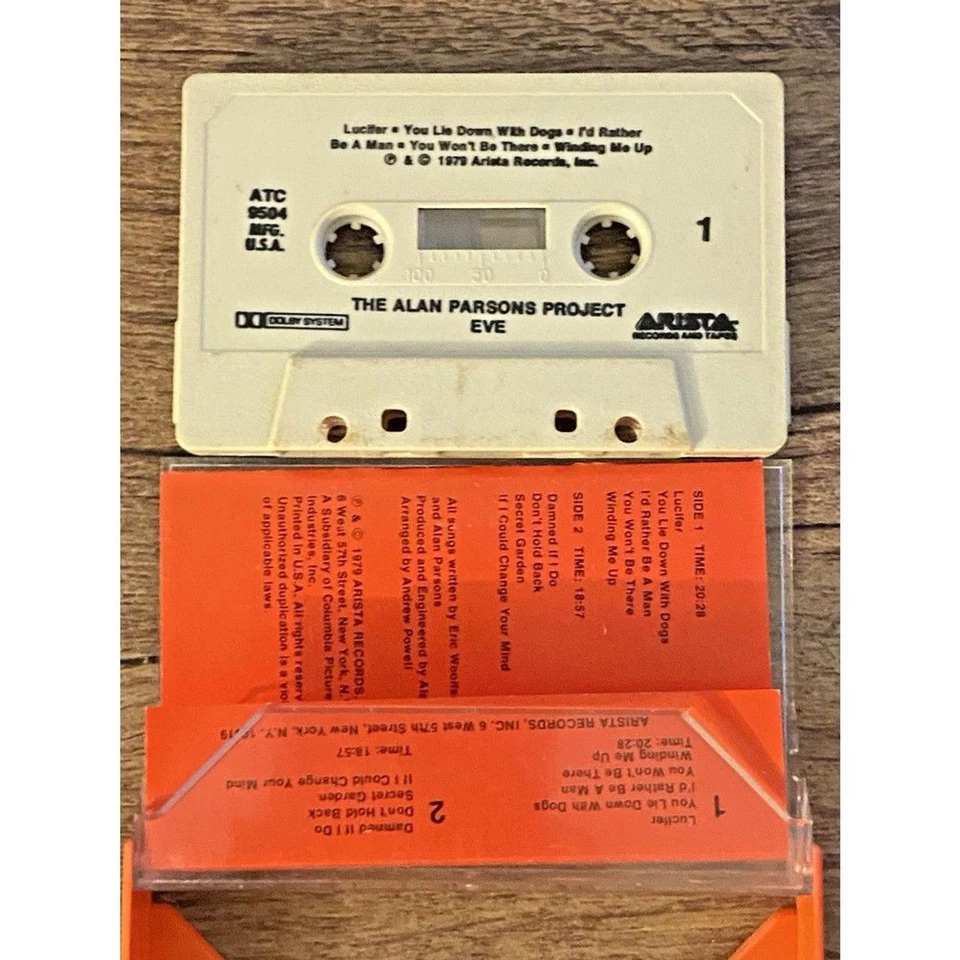 Lucifer ▪ You Lie Down With Dogs ▪ I'd Rather
Be A Man ▪ You Won't Be There ▪ Winding Me Up
℗ & © 1979 Arista Records, Inc.
ATC
9504
MFG.
U.S.A.
1
100 50 0
THE ALAN PARSONS PROJECT
EVE
DOLBY SYSTEM
ARISTA
RECORDS AND TAPES
SIDE 1 TIME: 20:28
Lucifer
You Lie Down With Dogs
I'd Rather Be A Man
You Won't Be There
Winding Me Up
SIDE 2 TIME: 18:57
Damned If I Do
Don't Hold Back
Secret Garden
If I Could Change Your Mind
All songs written by Eric Woolfs
and Alan Parsons
Produced and Engineered by Ala
Arranged by Andrew Powell
℗ & © 1979 ARISTA RECORDS,
6 West 57th Street, New York, N.
A Subsidiary of Columbia Picture
Industries, Inc.
Printed in U.S.A. All rights reserv
Unauthorized duplication is a viol
of applicable laws
1
Lucifer
You Lie Down With Dogs
I'd Rather Be A Man
You Won't Be There
Winding Me Up
Time: 20:28
2
Damned If I Do
Don't Hold Back
Secret Garden
If I Could Change Your Mind
Time: 18:57
ARISTA RECORDS, INC. 6 West 57th Street, New York, N.Y.